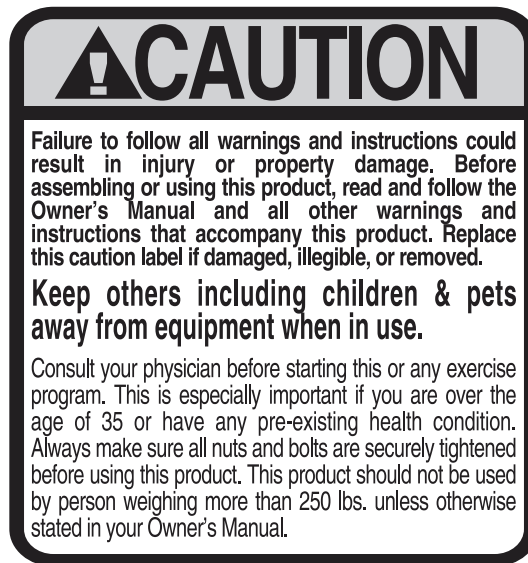 CAUTION
Failure to follow all warnings and instructions could
result in injury or property damage. Before
assembling or using this product, read and follow the
Owner's Manual and all other warnings and
instructions that accompany this product. Replace
this caution label if damaged, illegible, or removed.
Keep others including children & pets
away from equipment when in use.
Consult your physician before starting this or any exercise
program. This is especially important if you are over the
age of 35 or have any pre-existing health condition.
Always make sure all nuts and bolts are securely tightened
before using this product. This product should not be used
by person weighing more than 250 lbs. unless otherwise
stated in your Owner's Manual.